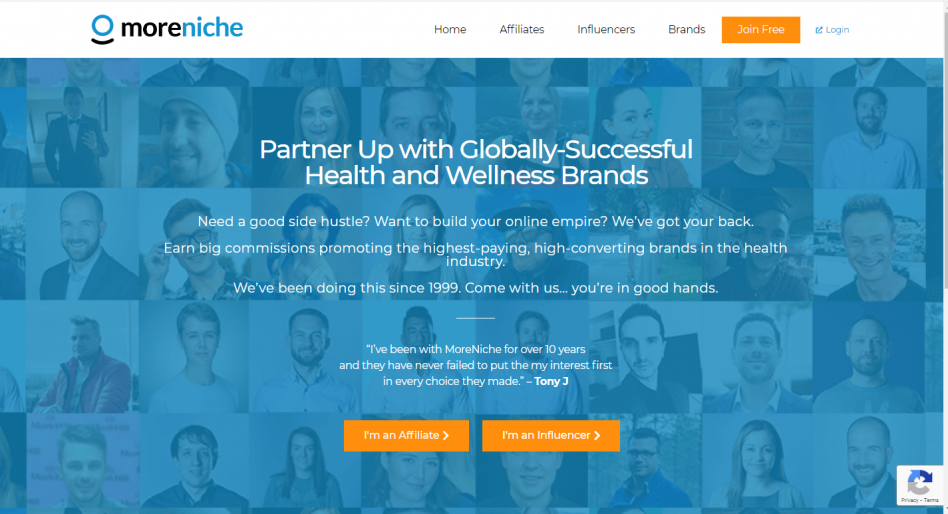 moreniche
Home Affiliates Influencers Brands Join Free Login
Partner Up with Globally-Successful
Health and Wellness Brands
Need a good side hustle? Want to build your online empire? We've got your back.
Earn big commissions promoting the highest-paying, high-converting brands in the health
industry.
We've been doing this since 1999. Come with us... you're in good hands.
"I've been with MoreNiche for over 10 years
and they have never failed to put the my interest first
in every choice they made." – Tony J
I'm an Affiliate I'm an Influencer
Privacy - Terms